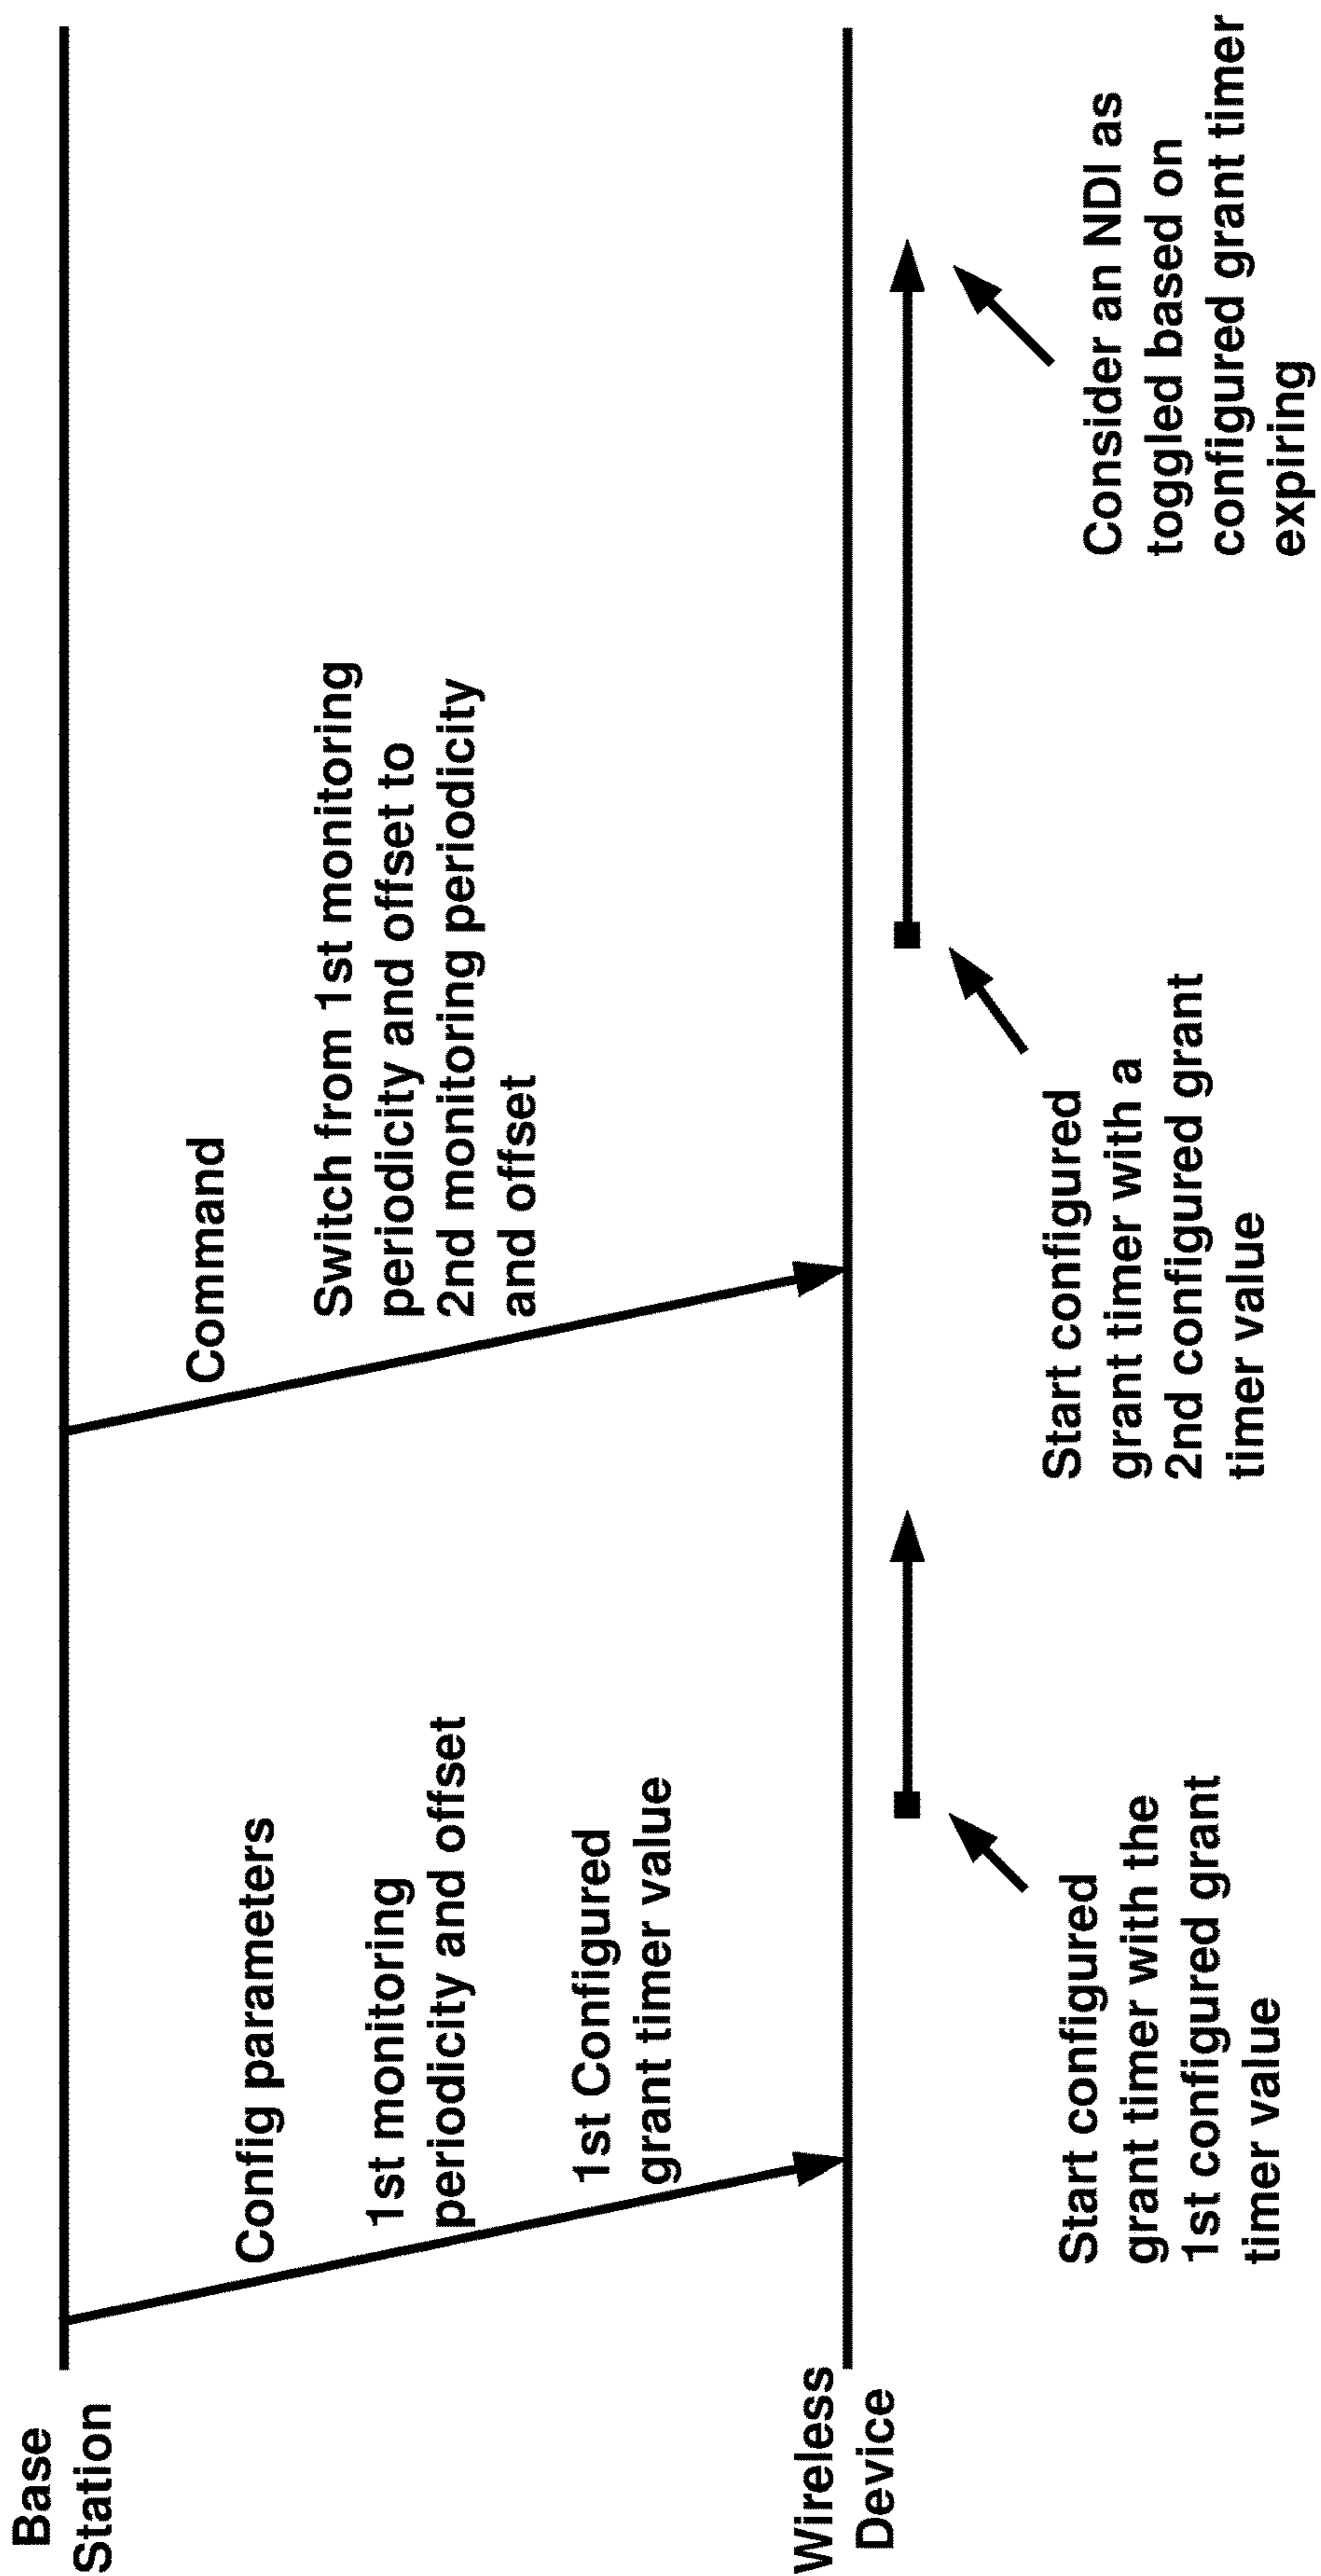 Base
Station
Config parameters
1st monitoring
periodicity and offset
1st Configured
grant timer value
Command
Switch from 1st monitoring
periodicity and offset to
2nd monitoring periodicity
and offset
Wireless
Device
Start configured
grant timer with the
1st configured grant
timer value
Start configured
grant timer with a
2nd configured grant
timer value
Consider an NDI as
toggled based on
configured grant timer
expiring